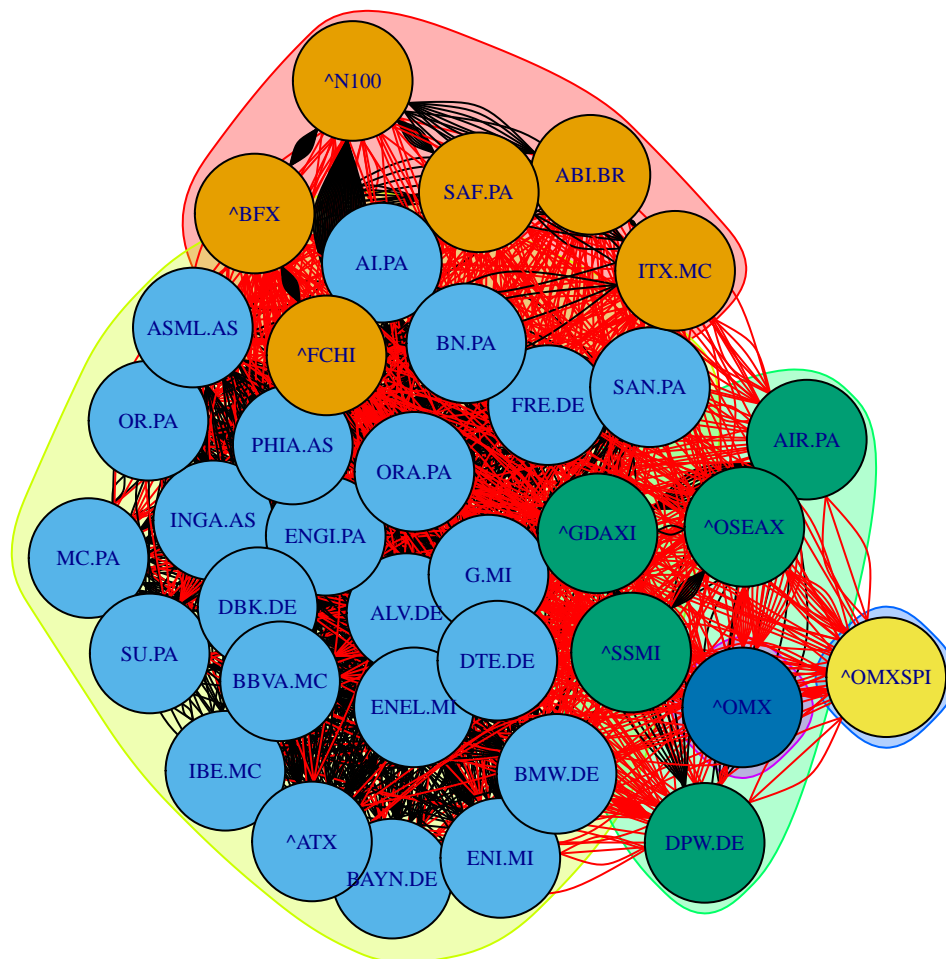 ^N100
ABI.BR
SAF.PA
^BFX
AI.PA
ITX.MC
ASML.AS
BN.PA
^FCHI
SAN.PA
FRE.DE
OR.PA
AIR.PA
PHIA.AS
ORA.PA
INGA.AS
^OSEAX
ENGI.PA
^GDAXI
MC.PA
G.MI
DBK.DE
ALV.DE
SU.PA
^SSMI
DTE.DE
BBVA.MC
^OMXSPI
ENEL.MI
^OMX
IBE.MC
BMW.DE
^ATX
DPW.DE
ENI.MI
BAYN.DE